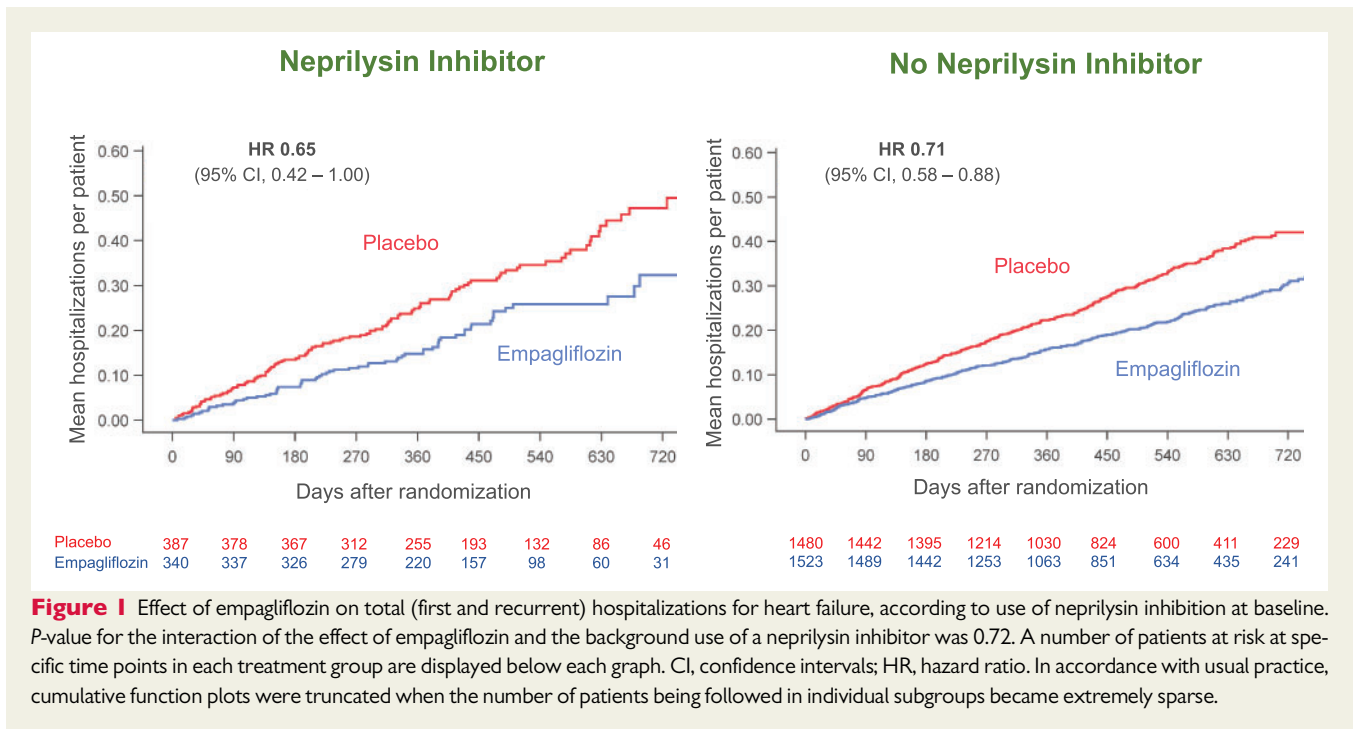 Neprilysin Inhibitor
No Neprilysin Inhibitor
Mean hospitalizations per patient
0.60
0.50
0.40
0.30
0.20
0.10
0.00
HR 0.65
(95% CI, 0.42 – 1.00)
Placebo
Empagliflozin
0 90 180 270 360 450 540 630 720
Days after randomization
Mean hospitalizations per patient
0.60
0.50
0.40
0.30
0.20
0.10
0.00
HR 0.71
(95% CI, 0.58 – 0.88)
Placebo
Empagliflozin
0 90 180 270 360 450 540 630 720
Days after randomization
Placebo 387 378 367 312 255 193 132 86 46
Empagliflozin 340 337 326 279 220 157 98 60 31
1480 1442 1395 1214 1030 824 600 411 229
1523 1489 1442 1253 1063 851 634 435 241
Figure 1 Effect of empagliflozin on total (first and recurrent) hospitalizations for heart failure, according to use of neprilysin inhibition at baseline.
P-value for the interaction of the effect of empagliflozin and the background use of a neprilysin inhibitor was 0.72. A number of patients at risk at spe-
cific time points in each treatment group are displayed below each graph. CI, confidence intervals; HR, hazard ratio. In accordance with usual practice,
cumulative function plots were truncated when the number of patients being followed in individual subgroups became extremely sparse.